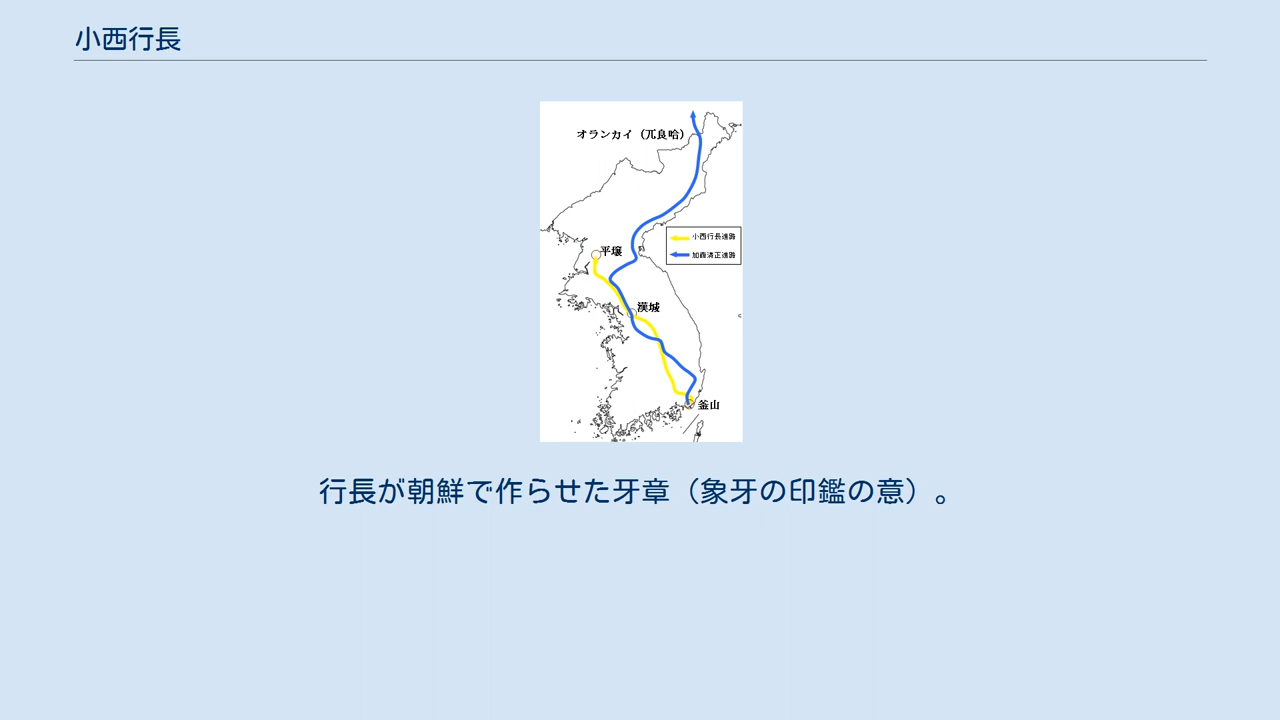 小西行長
オランカイ（兀良哈）
小西行長進路
加藤清正進路
平壌
漢城
釜山
行長が朝鮮で作らせた牙章（象牙の印鑑の意）。